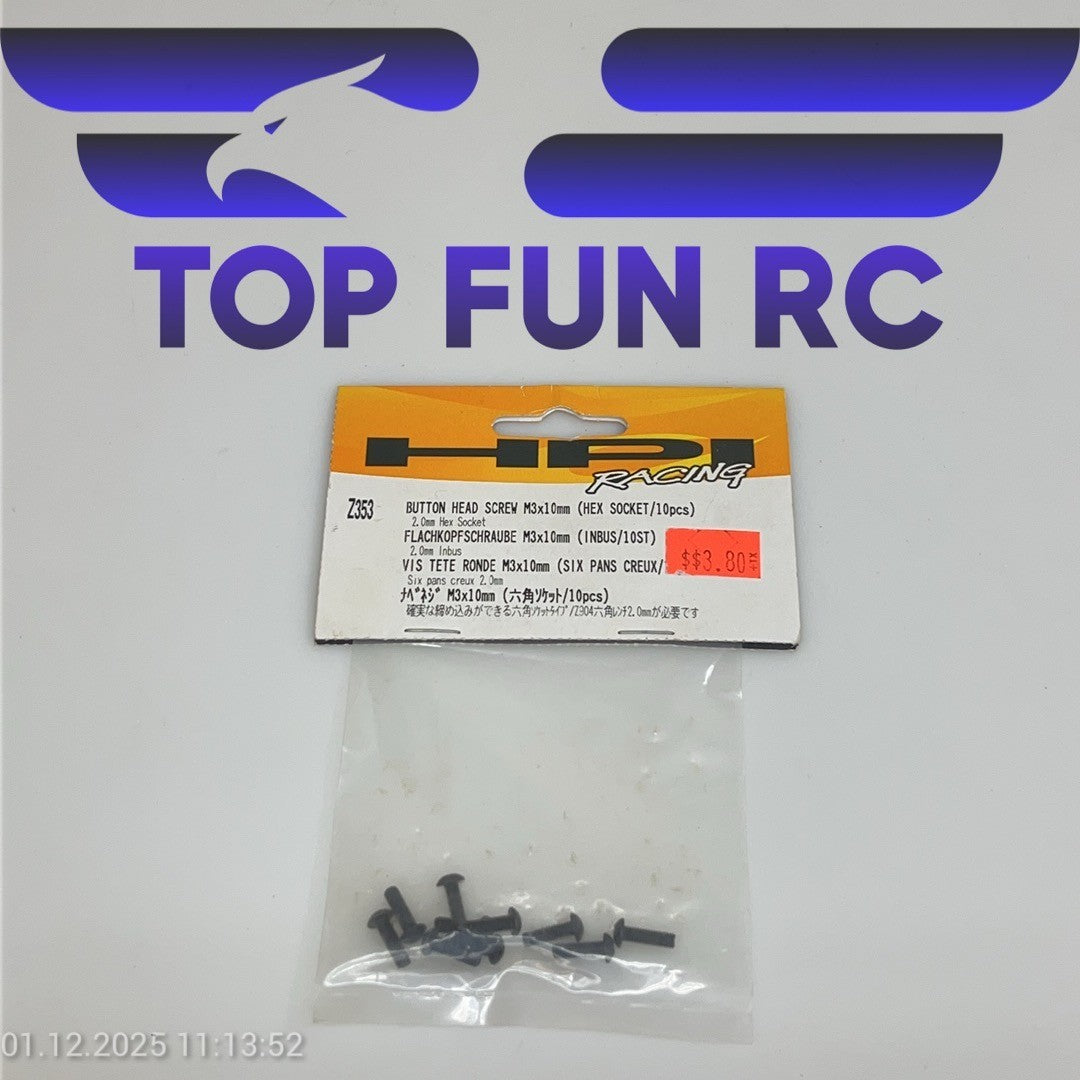 TOP FUN RC
HPI
RACING
Z353
BUTTON HEAD SCREW M3x10mm (HEX SOCKET/10pcs)
2.0mm Hex Socket
FLACHKOPFSCHRAUBE M3x10mm (INBUS/10ST)
2.0mm Inbus
VIS TETE RONDE M3x10mm (SIX PANS CREUX/
$$3.80 +TX
Six pans creux 2.0mm
ﾅﾍﾞﾈｼﾞ M3x10mm (六角ｿｹｯﾄ/10pcs)
確実な締め込みができる六角ｿｹｯﾄﾀｲﾌﾟ/Z904六角ﾚﾝﾁ2.0mmが必要です
01.12.2025 11:13:52